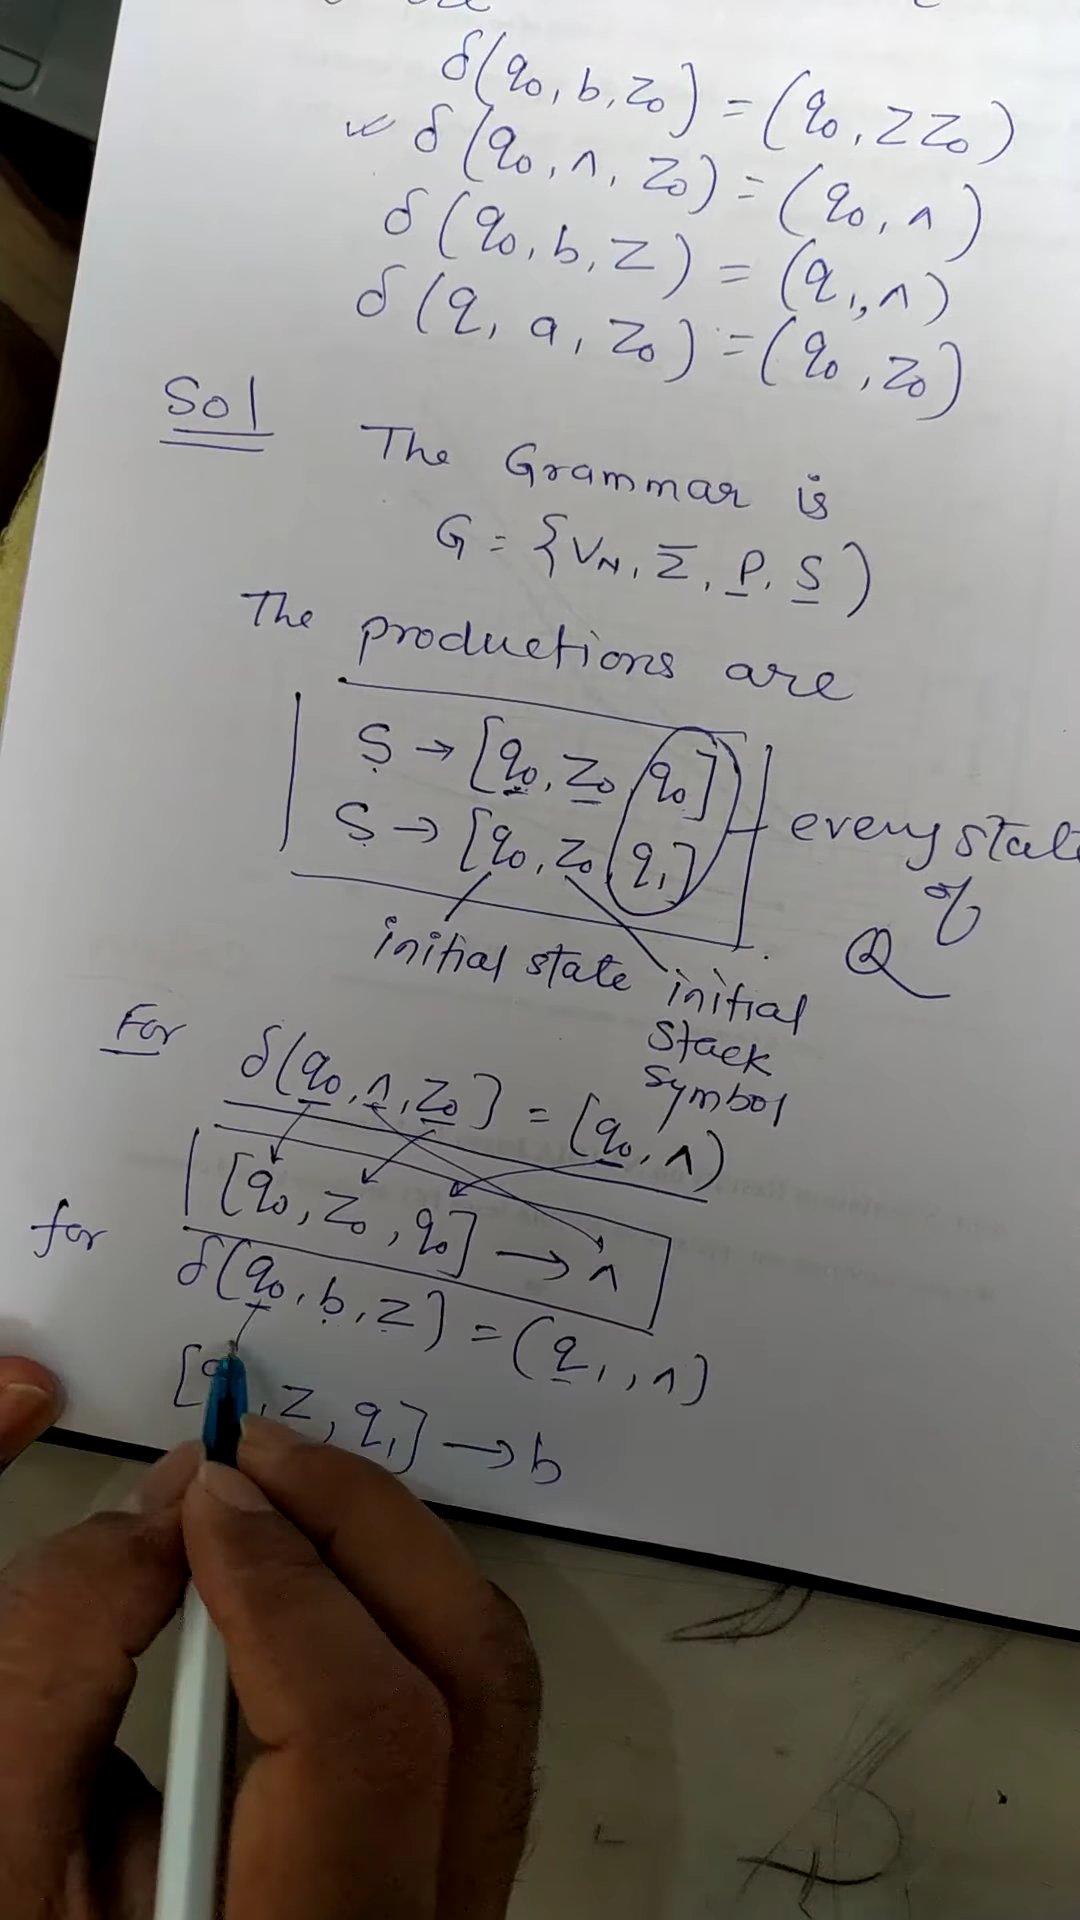 δ(q₀, b, z₀) = (q₀, ZZ₀)
δ(q₀, ^, Z₀) = (q₀, ^)
δ(q₀, b, Z) = (q₁, ^)
δ(q, a, Z₀) = (q₀, Z₀)
Sol The Grammar is
G = {V_N, Σ, P, S)
The productions are
S → [q₀, Z₀, q₀]
S → [q₀, Z₀, q₁]
every state
of
Q
initial state
initial
stack
symbol
For δ(q₀, ^, Z₀) = (q₀, ^)
[q₀, Z₀, q₀] → ^
for δ(q₀, b, Z) = (q₁, ^)
, Z, q₁] → b